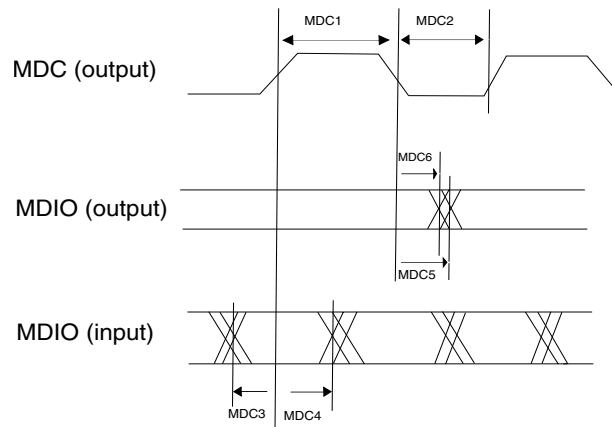 MDC1
MDC2
MDC (output)
MDC6
MDIO (output)
MDC5
MDIO (input)
MDC3
MDC4